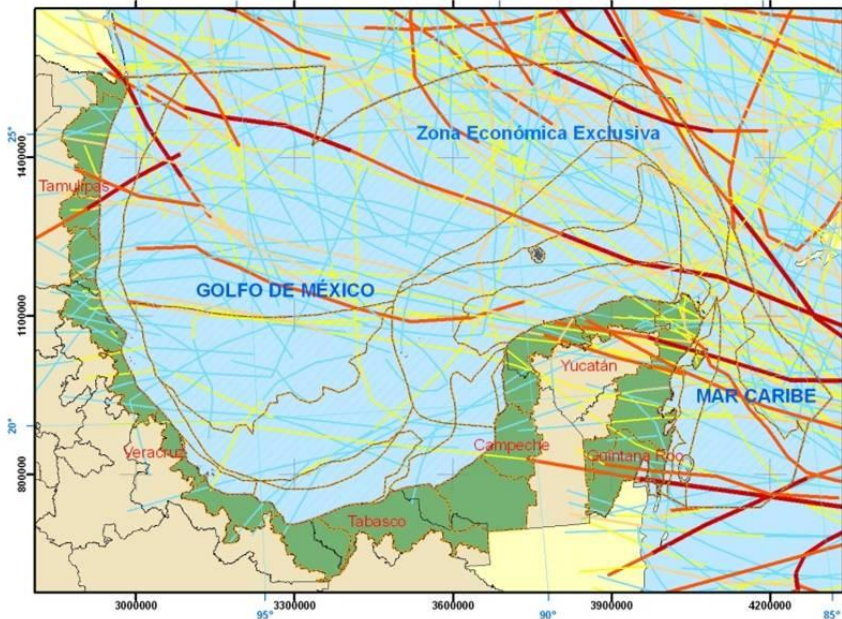 Zona Económica Exclusiva
25°
1400000
Tamulipas
GOLFO DE MÉXICO
1100000
Yucatán
MAR CARIBE
20°
Veracruz
Campeche
Quintana Roo
800000
Tabasco
3000000
3300000
3600000
3900000
4200000
95°
90°
85°